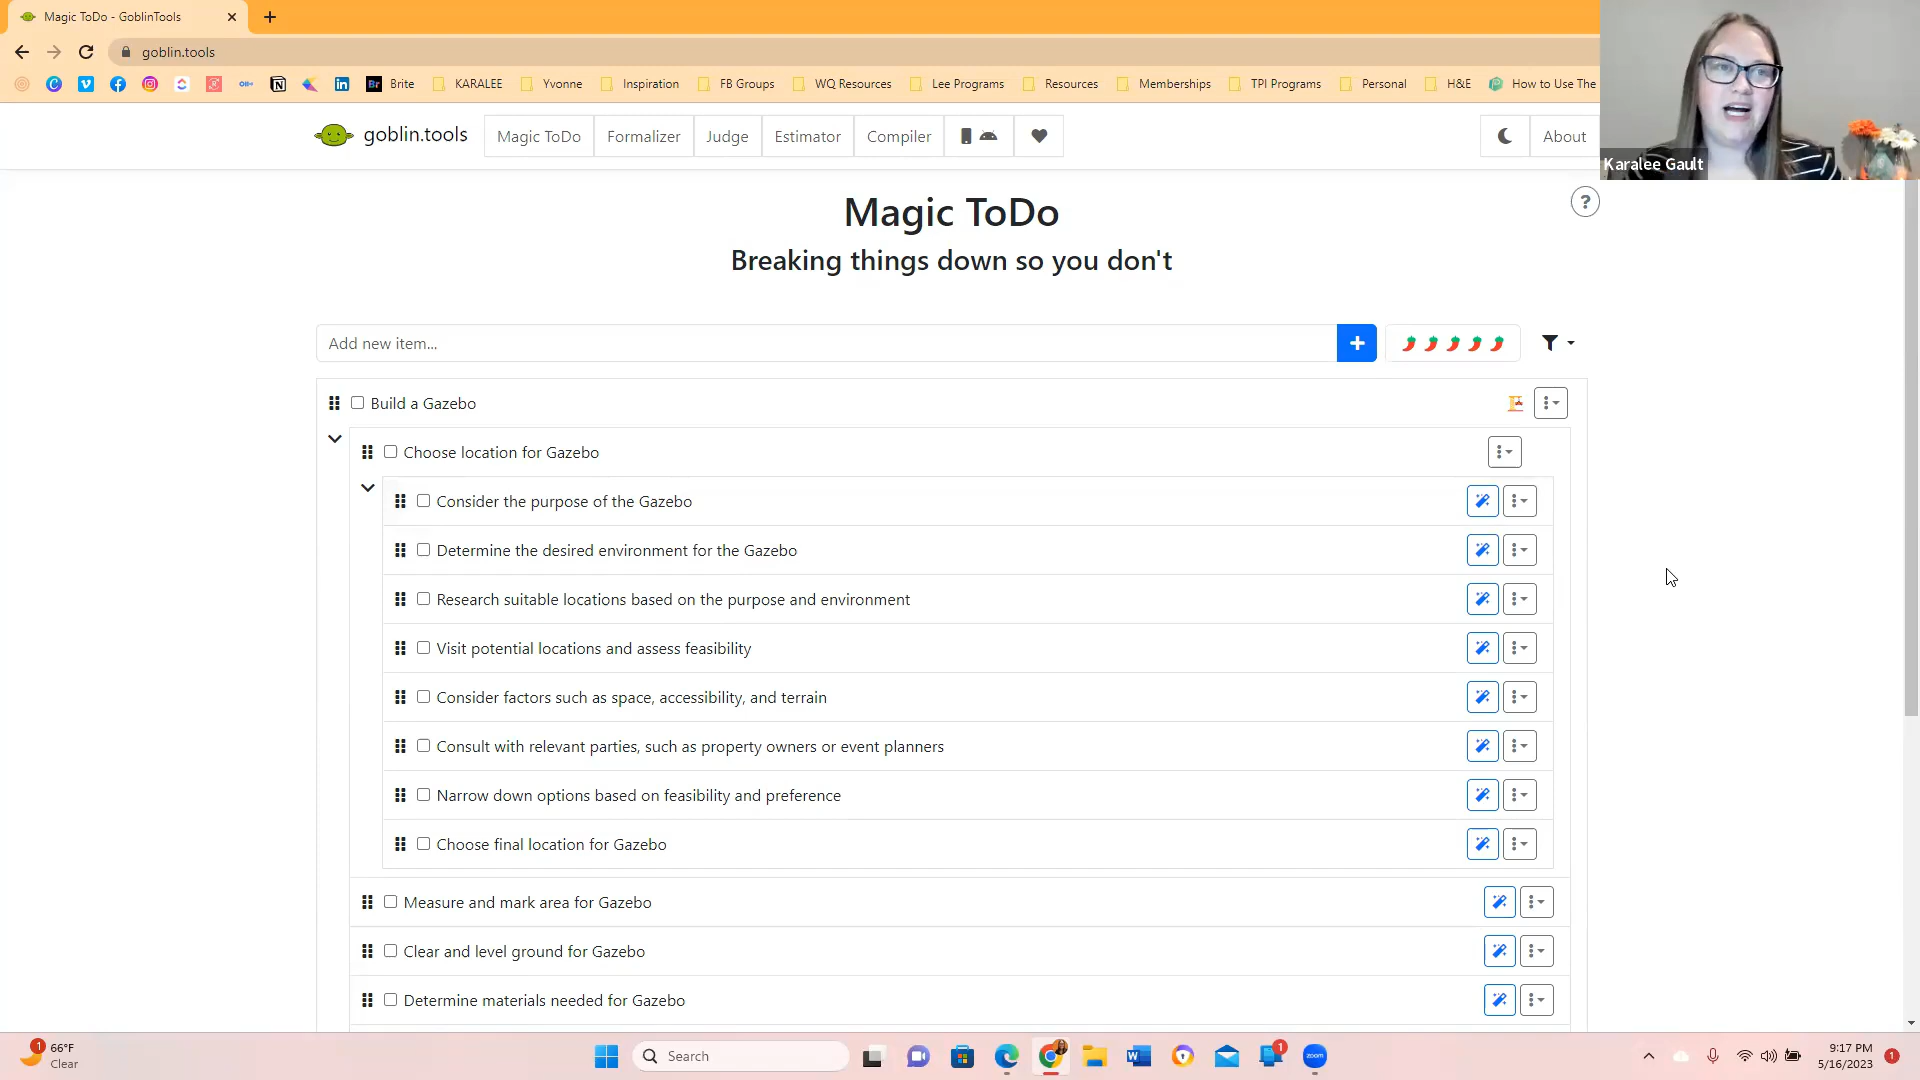 Magic ToDo - GoblinTools
goblin.tools
Brite
KARALEE
Yvonne
Inspiration
FB Groups
WQ Resources
Lee Programs
Resources
Memberships
TPI Programs
Personal
H&E
How to Use The
goblin.tools
Magic ToDo
Formalizer
Judge
Estimator
Compiler
About
Karalee Gault
Magic ToDo
?
Breaking things down so you don't
Add new item...
Build a Gazebo
Choose location for Gazebo
Consider the purpose of the Gazebo
Determine the desired environment for the Gazebo
Research suitable locations based on the purpose and environment
Visit potential locations and assess feasibility
Consider factors such as space, accessibility, and terrain
Consult with relevant parties, such as property owners or event planners
Narrow down options based on feasibility and preference
Choose final location for Gazebo
Measure and mark area for Gazebo
Clear and level ground for Gazebo
Determine materials needed for Gazebo
1
66°F
Clear
Search
1
zoom
9:17 PM
5/16/2023
1